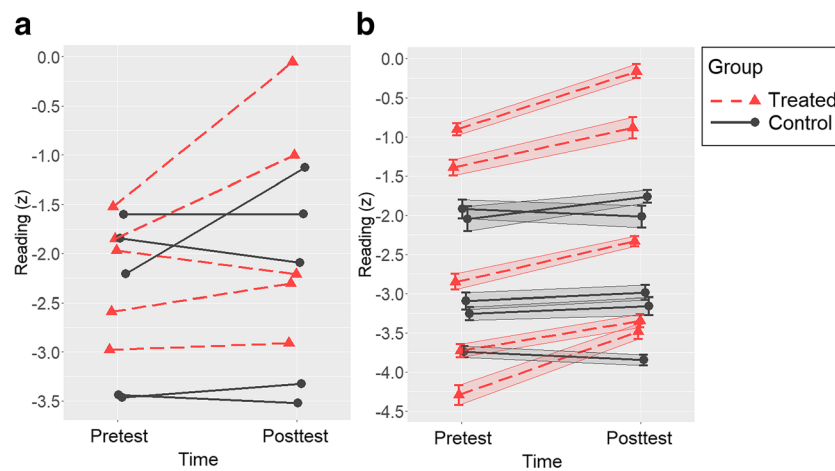 a
b
0.0
-0.5
-1.0
-1.5
-2.0
-2.5
-3.0
-3.5
Reading (z)
Pretest
Posttest
Time
0.0
-0.5
-1.0
-1.5
-2.0
-2.5
-3.0
-3.5
-4.0
-4.5
Reading (z)
Pretest
Posttest
Time
Group
Treated
Control